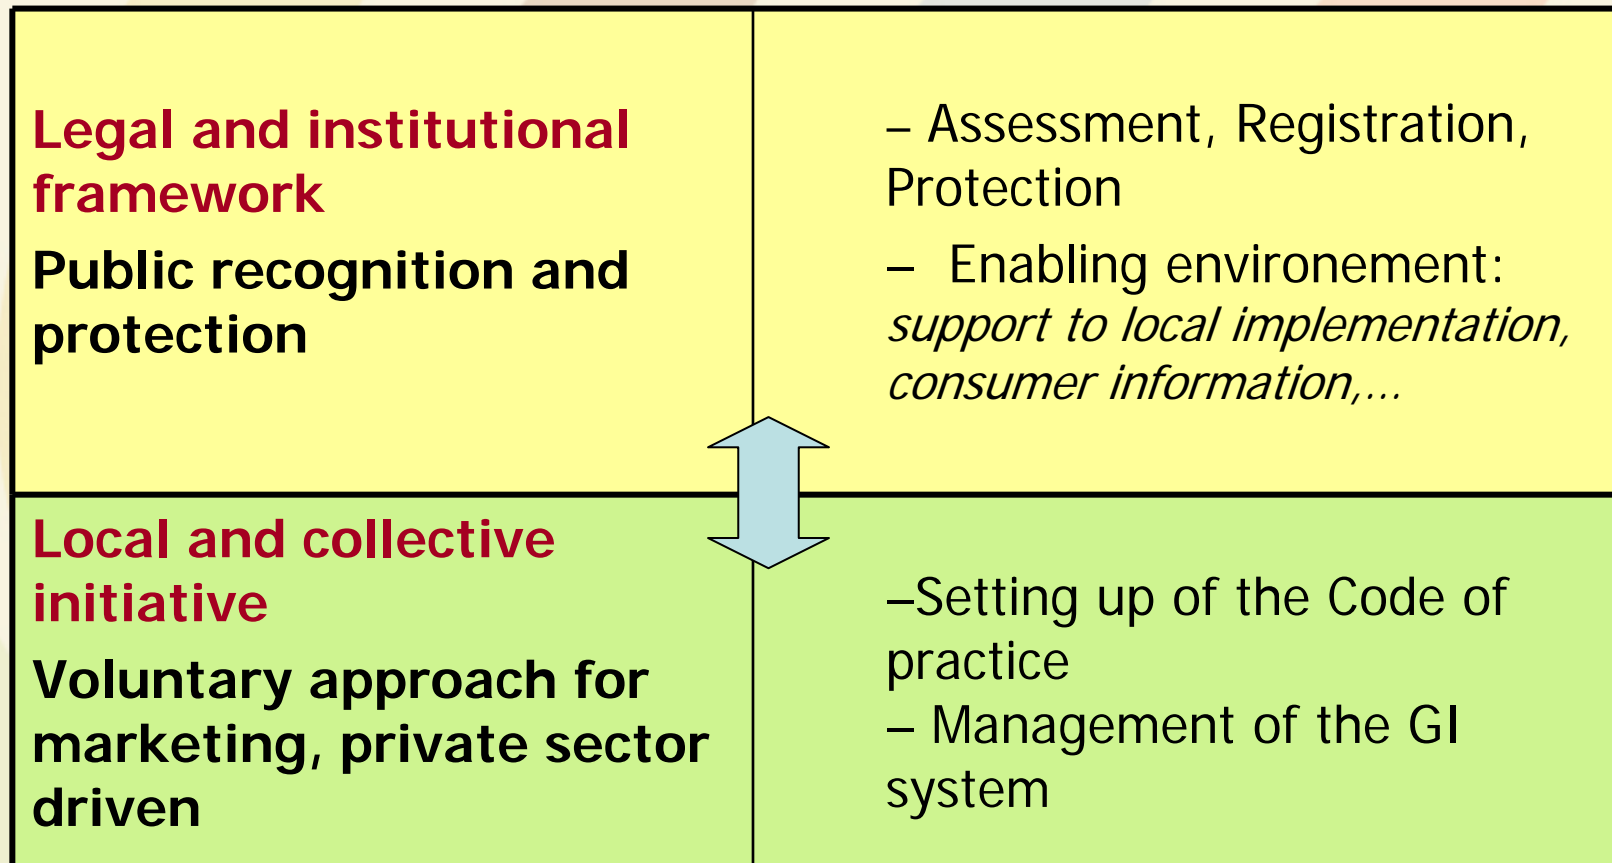 Legal and institutional
framework
Public recognition and
protection
– Assessment, Registration,
Protection
– Enabling environement:
support to local implementation,
consumer information,...
Local and collective
initiative
Voluntary approach for
marketing, private sector
driven
–Setting up of the Code of
practice
– Management of the GI
system